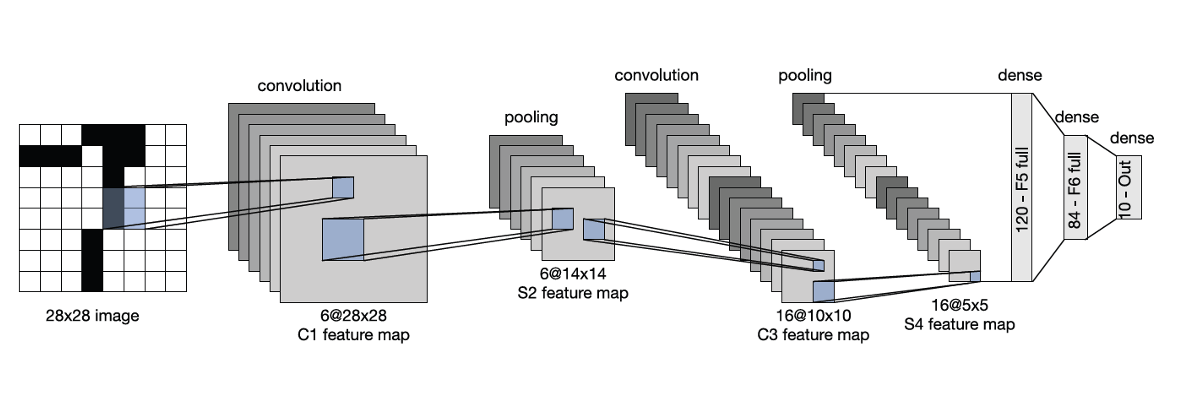 convolution
pooling
convolution
pooling
dense
dense
dense
28x28 image
6@28x28
C1 feature map
6@14x14
S2 feature map
16@10x10
C3 feature map
16@5x5
S4 feature map
120 - F5 full
84 - F6 full
10 - Out